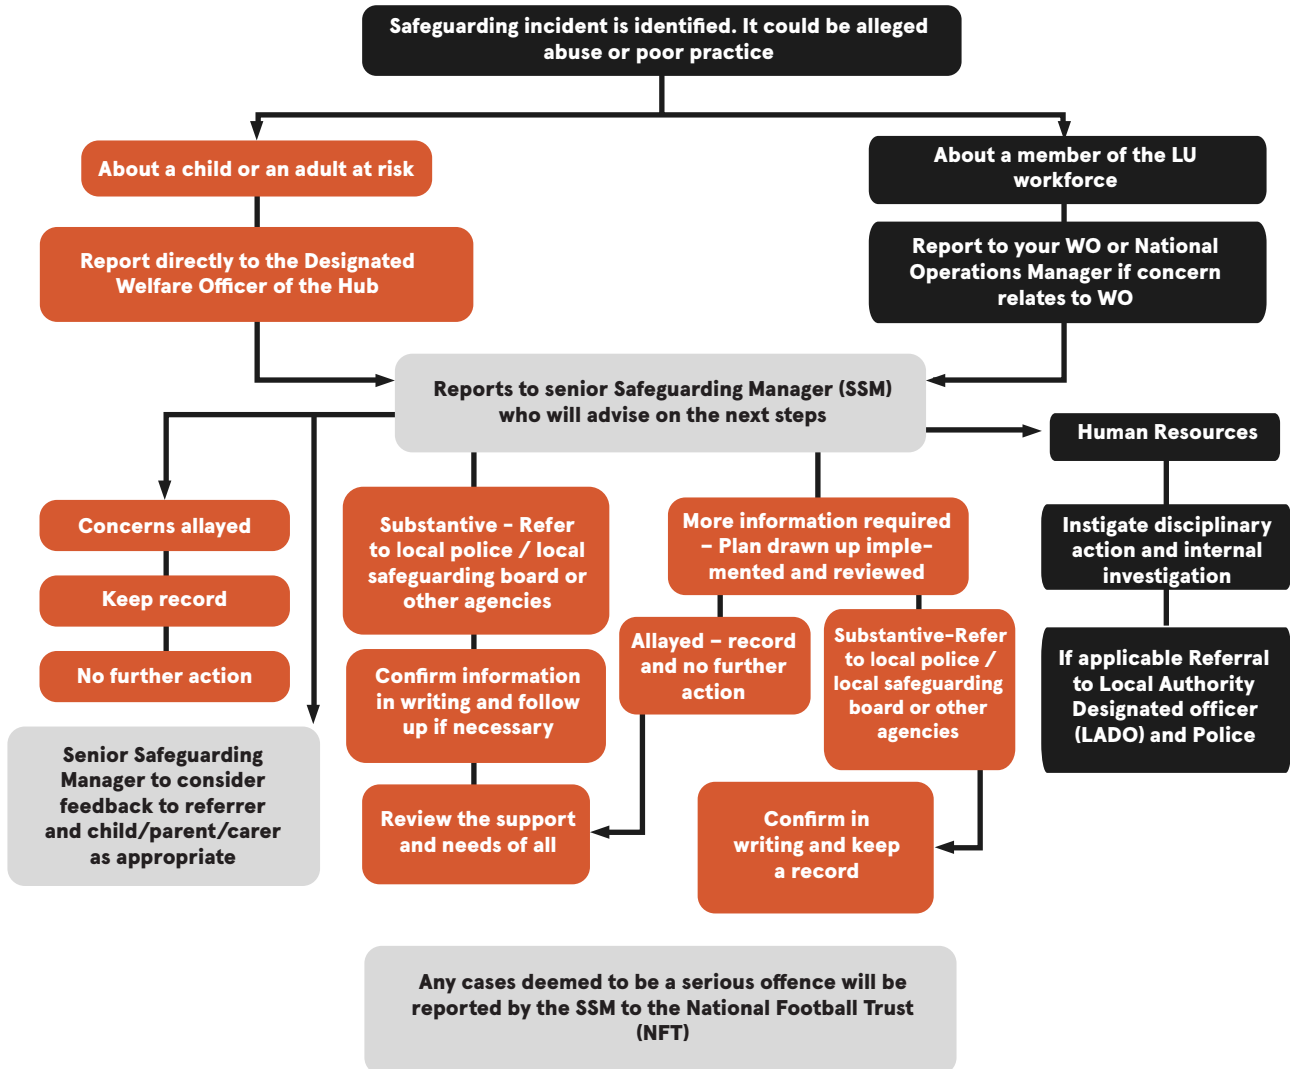 Safeguarding incident is identified. It could be alleged
abuse or poor practice
About a child or an adult at risk
About a member of the LU
workforce
Report directly to the Designated
Welfare Officer of the Hub
Report to your WO or National
Operations Manager if concern
relates to WO
Reports to senior Safeguarding Manager (SSM)
who will advise on the next steps
Human Resources
Concerns allayed
Keep record
No further action
Substantive - Refer
to local police / local
safeguarding board or
other agencies
More information required
– Plan drawn up imple-
mented and reviewed
Instigate disciplinary
action and internal
investigation
Confirm information
in writing and follow
up if necessary
Allayed – record
and no further
action
Substantive-Refer
to local police /
local safeguarding
board or other
agencies
If applicable Referral
to Local Authority
Designated officer
(LADO) and Police
Senior Safeguarding
Manager to consider
feedback to referrer
and child/parent/carer
as appropriate
Review the support
and needs of all
Confirm in
writing and keep
a record
Any cases deemed to be a serious offence will be
reported by the SSM to the National Football Trust
(NFT)